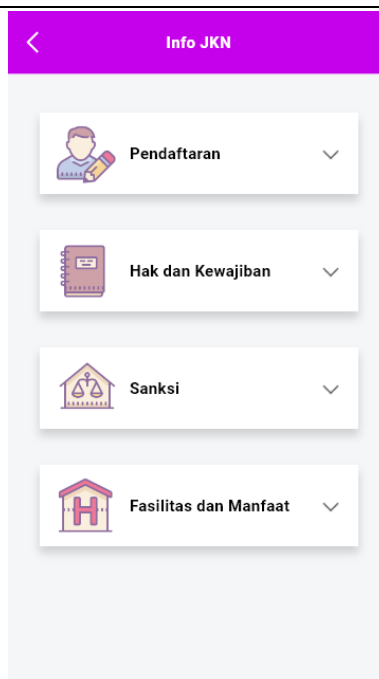 Info JKN
Pendaftaran
Hak dan Kewajiban
Sanksi
Fasilitas dan Manfaat